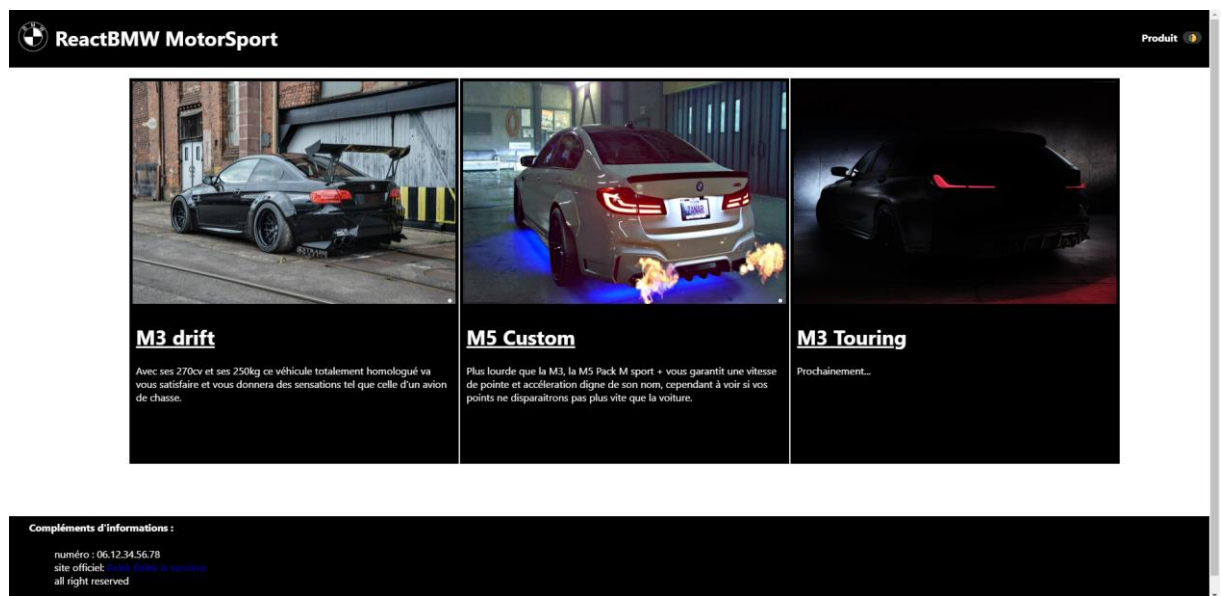 ReactBMW MotorSport
Produit
ZANAR
M3 drift
Avec ses 270cv et ses 250kg ce véhicule totalement homologué va
vous satisfaire et vous donnera des sensations tel que celle d'un avion
de chasse.
M5 Custom
Plus lourde que la M3, la M5 Pack M sport + vous garantit une vitesse
de pointe et accéleration digne de son nom, cependant à voir si vos
points ne disparaitrons pas plus vite que la voiture.
M3 Touring
Prochainement...
Compléments d'informations :
numéro : 06.12.34.56.78
site officiel:
all right reserved